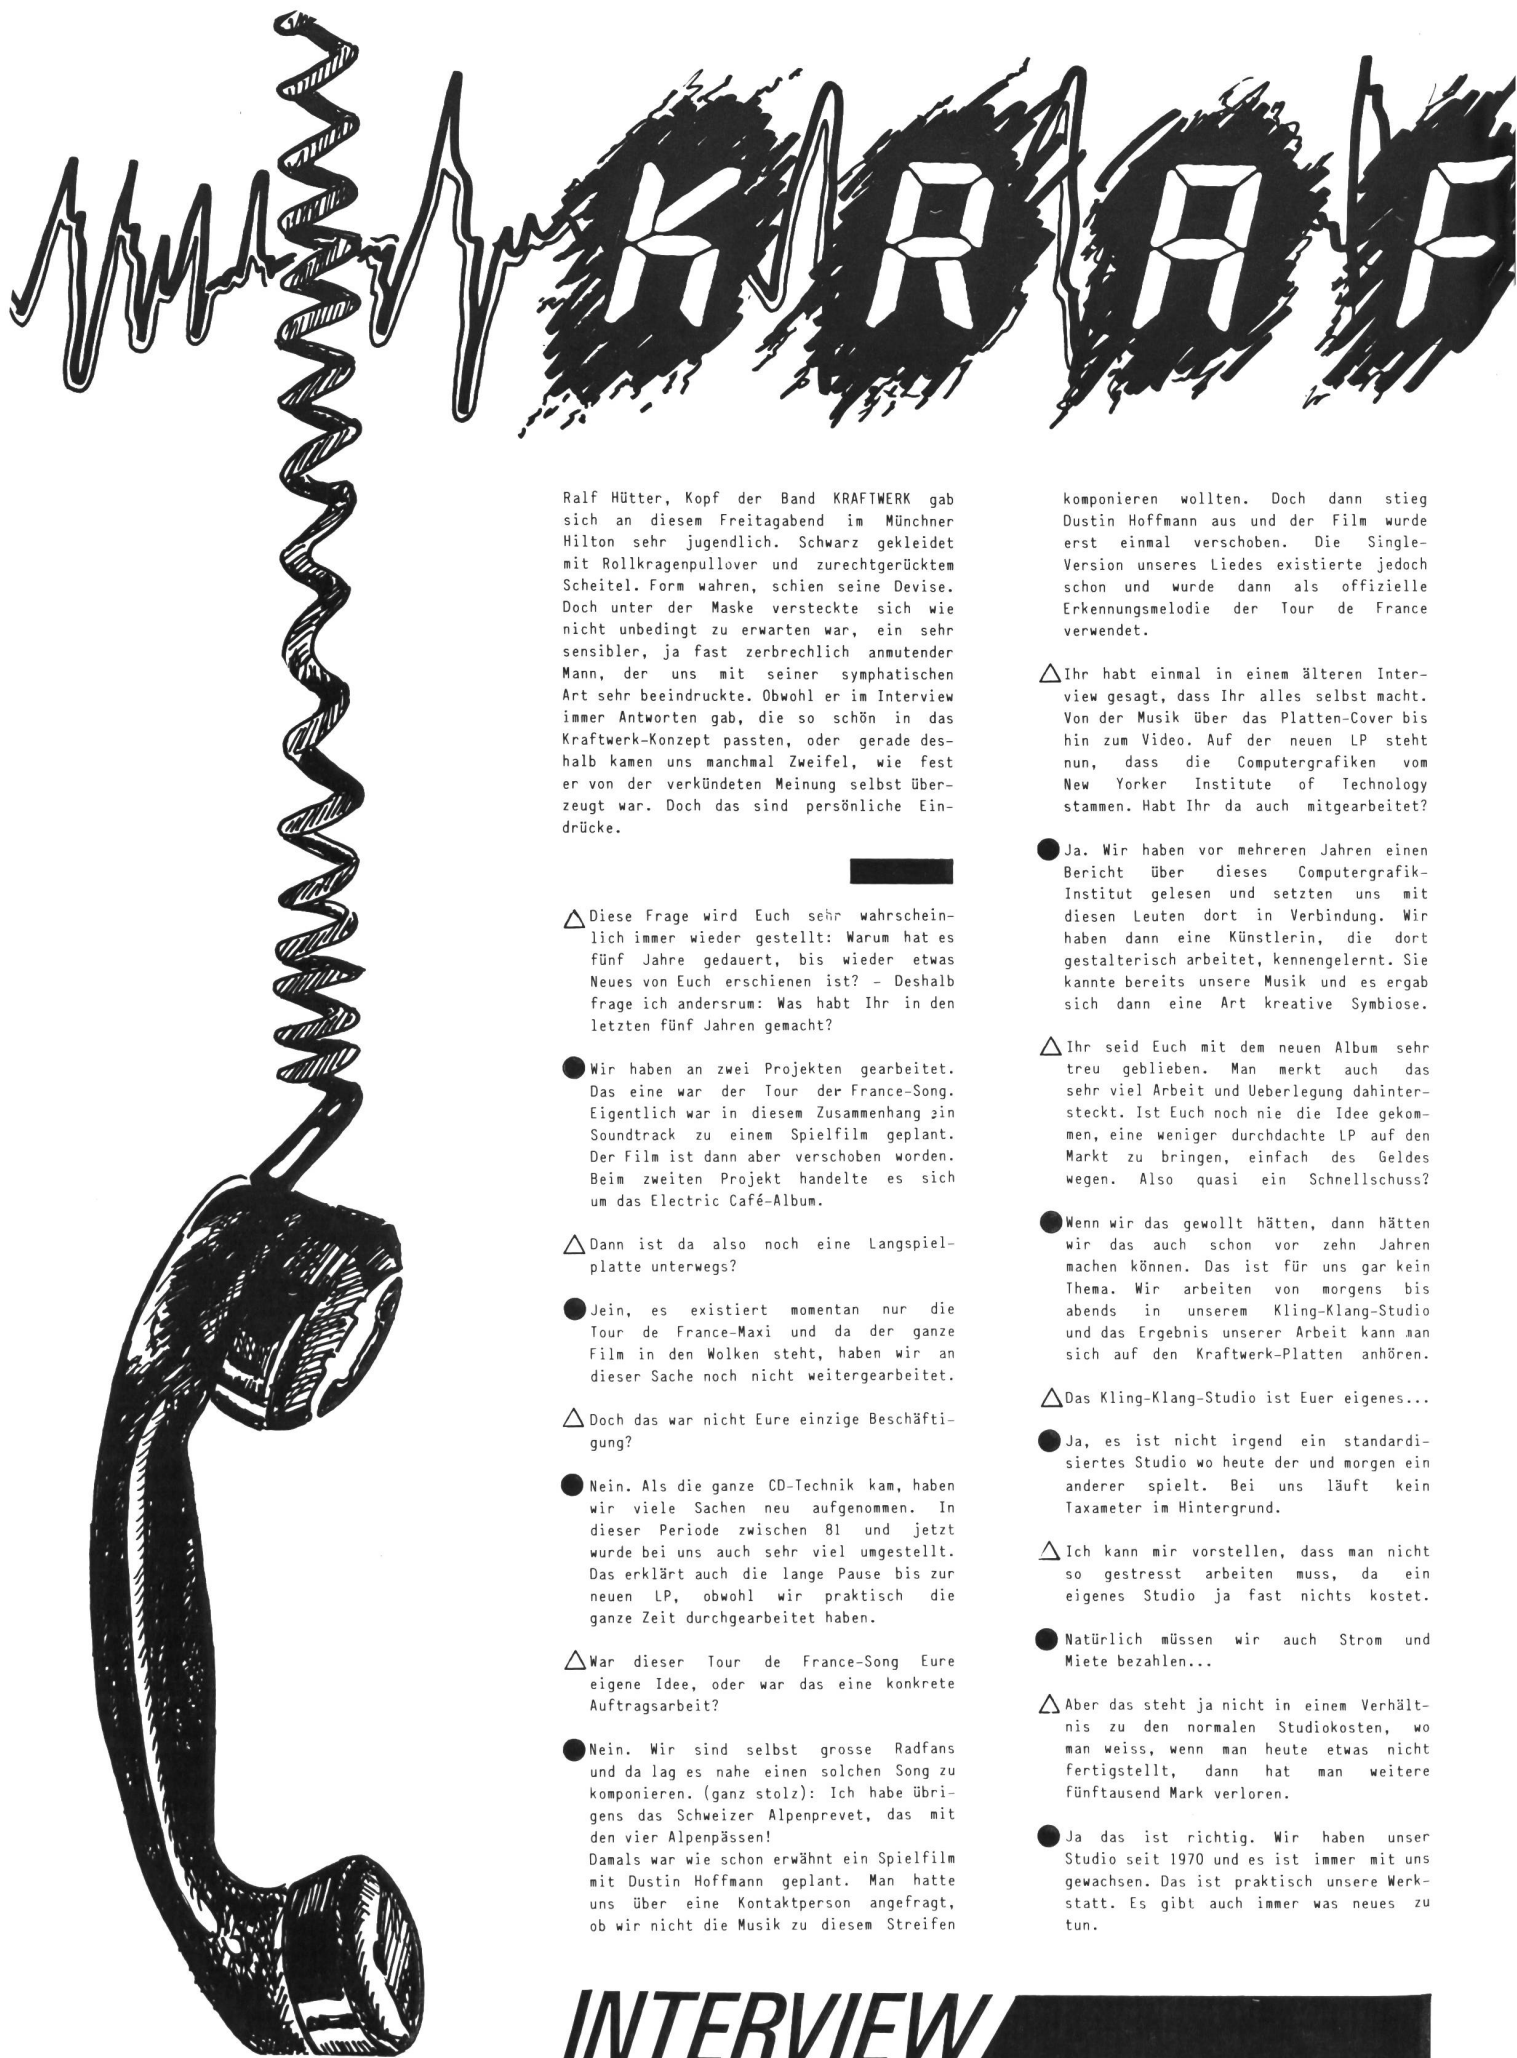 KRAF
Ralf Hütter, Kopf der Band KRAFTWERK gab
sich an diesem Freitagabend im Münchner
Hilton sehr jugendlich. Schwarz gekleidet
mit Rollkragenpullover und zurechtgerücktem
Scheitel. Form wahren, schien seine Devise.
Doch unter der Maske versteckte sich wie
nicht unbedingt zu erwarten war, ein sehr
sensibler, ja fast zerbrechlich anmutender
Mann, der uns mit seiner symphatischen
Art sehr beeindruckte. Obwohl er im Interview
immer Antworten gab, die so schön in das
Kraftwerk-Konzept passten, oder gerade des-
halb kamen uns manchmal Zweifel, wie fest
er von der verkündeten Meinung selbst über-
zeugt war. Doch das sind persönliche Ein-
drücke.
△ Diese Frage wird Euch sehr wahrschein-
lich immer wieder gestellt: Warum hat es
fünf Jahre gedauert, bis wieder etwas
Neues von Euch erschienen ist? - Deshalb
frage ich andersrum: Was habt Ihr in den
letzten fünf Jahren gemacht?
● Wir haben an zwei Projekten gearbeitet.
Das eine war der Tour der France-Song.
Eigentlich war in diesem Zusammenhang ein
Soundtrack zu einem Spielfilm geplant.
Der Film ist dann aber verschoben worden.
Beim zweiten Projekt handelte es sich
um das Electric Café-Album.
△ Dann ist da also noch eine Langspiel-
platte unterwegs?
● Jein, es existiert momentan nur die
Tour de France-Maxi und da der ganze
Film in den Wolken steht, haben wir an
dieser Sache noch nicht weitergearbeitet.
△ Doch das war nicht Eure einzige Beschäfti-
gung?
● Nein. Als die ganze CD-Technik kam, haben
wir viele Sachen neu aufgenommen. In
dieser Periode zwischen 81 und jetzt
wurde bei uns auch sehr viel umgestellt.
Das erklärt auch die lange Pause bis zur
neuen LP, obwohl wir praktisch die
ganze Zeit durchgearbeitet haben.
△ War dieser Tour de France-Song Eure
eigene Idee, oder war das eine konkrete
Auftragsarbeit?
● Nein. Wir sind selbst grosse Radfans
und da lag es nahe einen solchen Song zu
komponieren. (ganz stolz): Ich habe übri-
gens das Schweizer Alpenprevet, das mit
den vier Alpenpässen!
Damals war wie schon erwähnt ein Spielfilm
mit Dustin Hoffmann geplant. Man hatte
uns über eine Kontaktperson angefragt,
ob wir nicht die Musik zu diesem Streifen
komponieren wollten. Doch dann stieg
Dustin Hoffmann aus und der Film wurde
erst einmal verschoben. Die Single-
Version unseres Liedes existierte jedoch
schon und wurde dann als offizielle
Erkennungsmelodie der Tour de France
verwendet.
△ Ihr habt einmal in einem älteren Inter-
view gesagt, dass Ihr alles selbst macht.
Von der Musik über das Platten-Cover bis
hin zum Video. Auf der neuen LP steht
nun, dass die Computergrafiken vom
New Yorker Institute of Technology
stammen. Habt Ihr da auch mitgearbeitet?
● Ja. Wir haben vor mehreren Jahren einen
Bericht über dieses Computergrafik-
Institut gelesen und setzten uns mit
diesen Leuten dort in Verbindung. Wir
haben dann eine Künstlerin, die dort
gestalterisch arbeitet, kennengelernt. Sie
kannte bereits unsere Musik und es ergab
sich dann eine Art kreative Symbiose.
△ Ihr seid Euch mit dem neuen Album sehr
treu geblieben. Man merkt auch das
sehr viel Arbeit und Ueberlegung dahinter-
steckt. Ist Euch noch nie die Idee gekom-
men, eine weniger durchdachte LP auf den
Markt zu bringen, einfach des Geldes
wegen. Also quasi ein Schnellschuss?
● Wenn wir das gewollt hätten, dann hätten
wir das auch schon vor zehn Jahren
machen können. Das ist für uns gar kein
Thema. Wir arbeiten von morgens bis
abends in unserem Kling-Klang-Studio
und das Ergebnis unserer Arbeit kann man
sich auf den Kraftwerk-Platten anhören.
△ Das Kling-Klang-Studio ist Euer eigenes...
● Ja, es ist nicht irgend ein standardi-
siertes Studio wo heute der und morgen ein
anderer spielt. Bei uns läuft kein
Taxameter im Hintergrund.
△ Ich kann mir vorstellen, dass man nicht
so gestresst arbeiten muss, da ein
eigenes Studio ja fast nichts kostet.
● Natürlich müssen wir auch Strom und
Miete bezahlen...
△ Aber das steht ja nicht in einem Verhält-
nis zu den normalen Studiokosten, wo
man weiss, wenn man heute etwas nicht
fertigstellt, dann hat man weitere
fünftausend Mark verloren.
● Ja das ist richtig. Wir haben unser
Studio seit 1970 und es ist immer mit uns
gewachsen. Das ist praktisch unsere Werk-
statt. Es gibt auch immer was neues zu
tun.
INTERVIEW